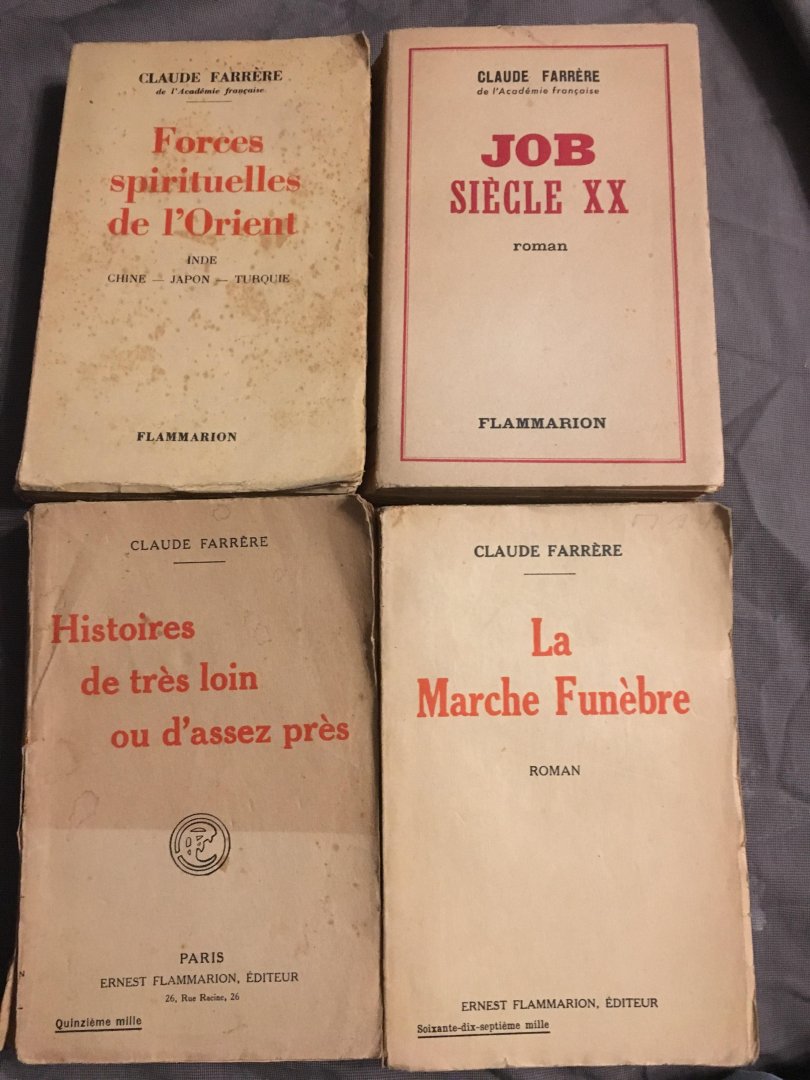 CLAUDE FARRÈRE
de l'Académie française
Forces
spirituelles
de l'Orient
INDE
CHINE — JAPON — TURQUIE
FLAMMARION
CLAUDE FARRÈRE
de l'Académie française
JOB
SIÈCLE XX
roman
FLAMMARION
CLAUDE FARRÈRE
Histoires
de très loin
ou d'assez près
PARIS
ERNEST FLAMMARION, ÉDITEUR
26, Rue Racine, 26
Quinzième mille
CLAUDE FARRÈRE
La
Marche Funèbre
ROMAN
ERNEST FLAMMARION, ÉDITEUR
Soixante-dix-septième mille